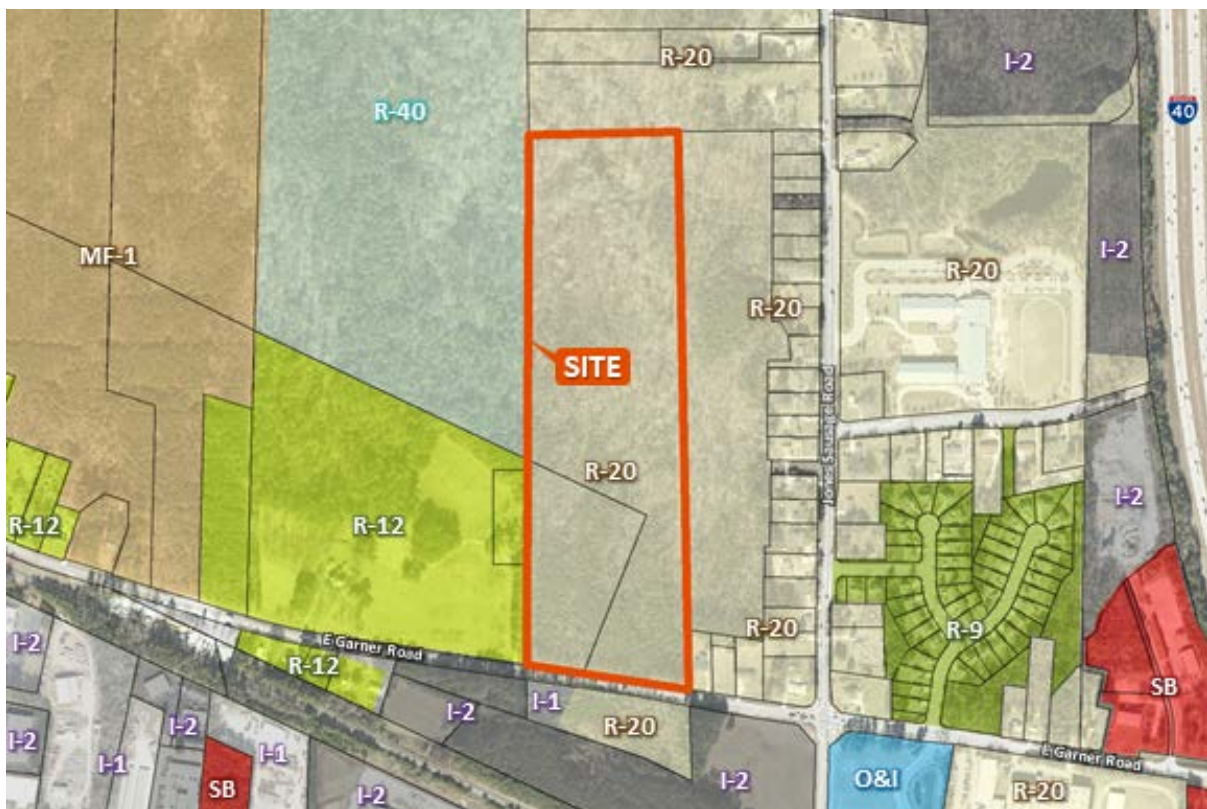 R-20
I-2
40
R-40
MF-1
I-2
R-20
R-20
SITE
Jones Sausage Road
R-20
I-2
R-12
R-12
R-9
R-20
E Garner Road
R-12
I-2
SB
I-2
I-1
R-20
I-2
I-2
E Garner Road
I-2
I-1
I-1
I-2
SB
O&I
R-20
I-2